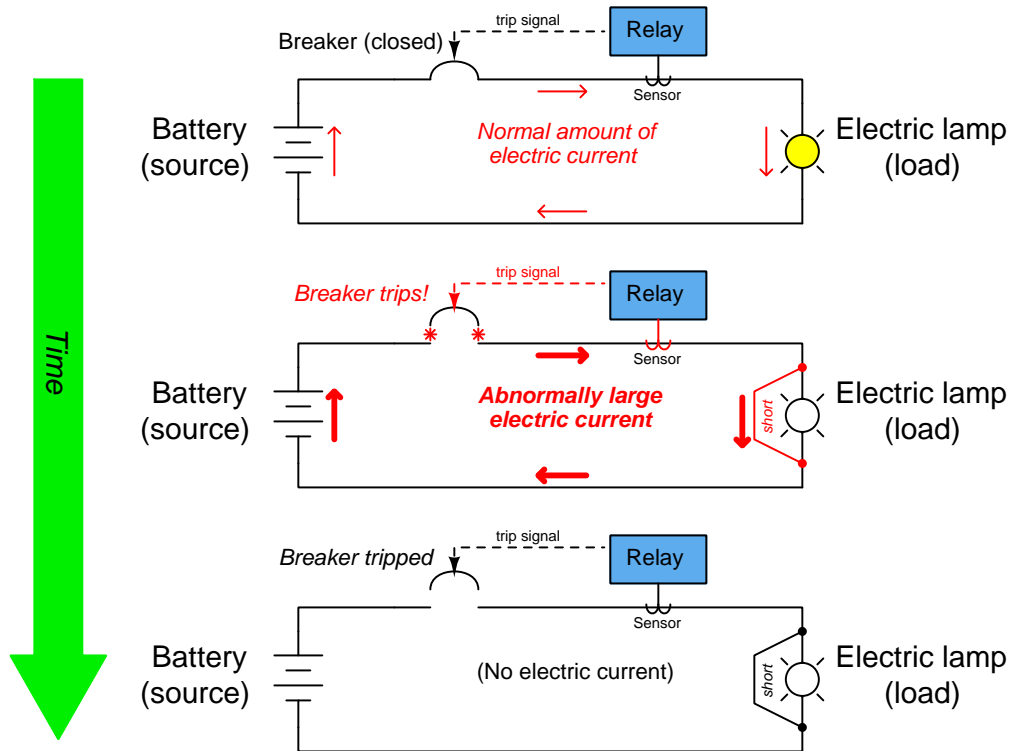 trip signal
Relay
Breaker (closed)
Sensor
Battery
(source)
Normal amount of
electric current
Electric lamp
(load)
Time
trip signal
Relay
Breaker trips!
Sensor
Battery
(source)
Abnormally large
electric current
short
Electric lamp
(load)
trip signal
Relay
Breaker tripped
Sensor
Battery
(source)
(No electric current)
short
Electric lamp
(load)